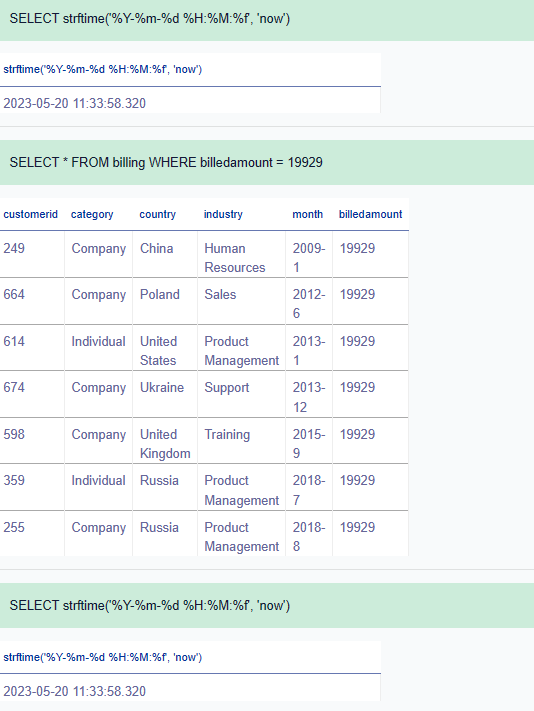 SELECT strftime('%Y-%m-%d %H:%M:%f', 'now')
strftime('%Y-%m-%d %H:%M:%f', 'now')
2023-05-20 11:33:58.320
SELECT * FROM billing WHERE billedamount = 19929
customerid category country industry month billedamount
249 Company China Human 2009- 19929
Resources 1
664 Company Poland Sales 2012- 19929
6
614 Individual United Product 2013- 19929
States Management 1
674 Company Ukraine Support 2013- 19929
12
598 Company United Training 2015- 19929
Kingdom 9
359 Individual Russia Product 2018- 19929
Management 7
255 Company Russia Product 2018- 19929
Management 8
SELECT strftime('%Y-%m-%d %H:%M:%f', 'now')
strftime('%Y-%m-%d %H:%M:%f', 'now')
2023-05-20 11:33:58.320